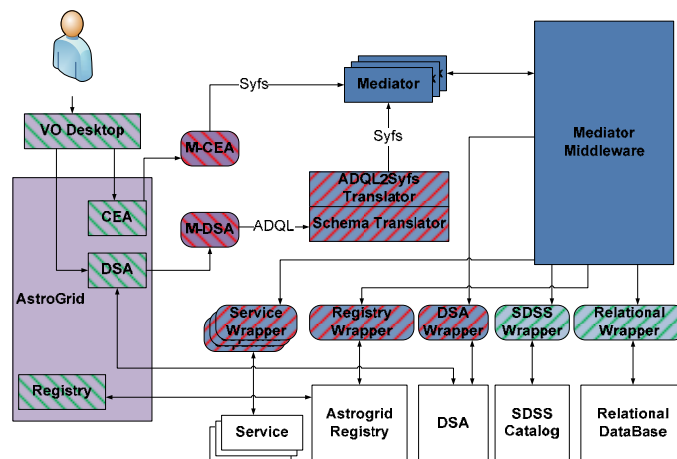 Syfs
Mediator
x
VO Desktop
M-CEA
Syfs
Mediator
Middleware
ADQL2Syfs
Translator
CEA
M-DSA
ADQL
Schema Translator
DSA
AstroGrid
Service
Wrapper
Registry
Wrapper
DSA
Wrapper
SDSS
Wrapper
Relational
Wrapper
Registry
Service
Astrogrid
Registry
DSA
SDSS
Catalog
Relational
DataBase